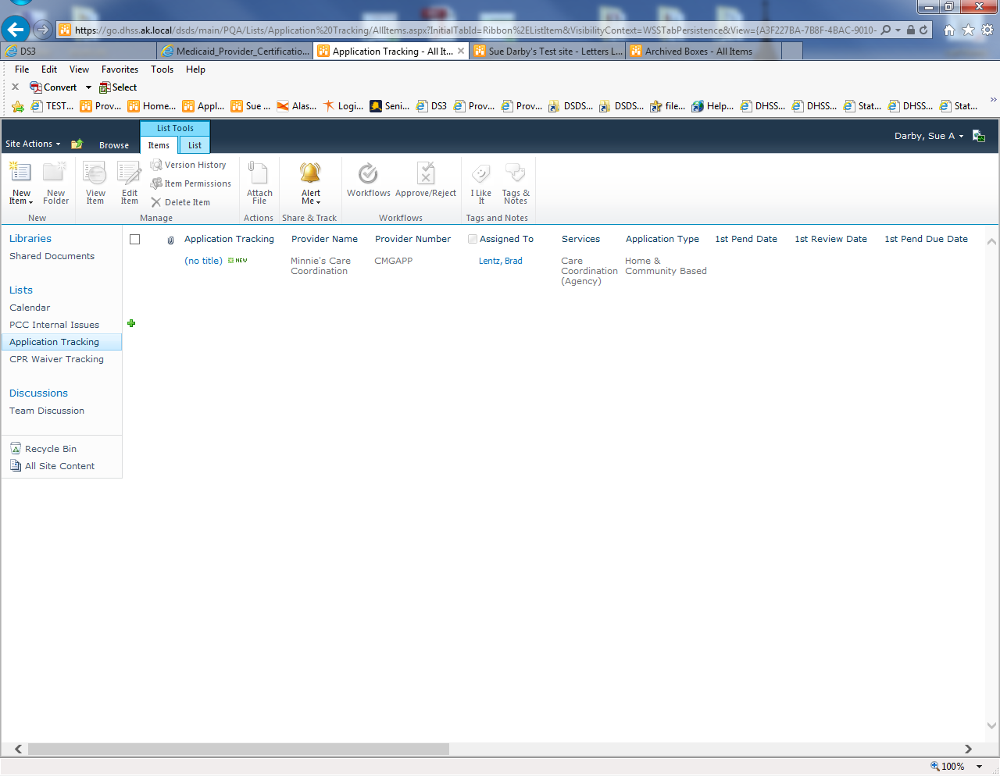 https://go.dhss.ak.local/dsds/main/PQA/Lists/Application%20Tracking/AllItems.aspx?InitialTabId=Ribbon%2EListItem&VisibilityContext=WSSTabPersistence&View={A3F227BA-7B8F-4BAC-9010-
DS3 Medicaid_Provider_Certificatio... Application Tracking - All It... Sue Darby's Test site - Letters L... Archived Boxes - All Items
File Edit View Favorites Tools Help
Convert Select
TEST... Prov... Home... Appl... Sue ... Alas... Logi... Seni... DS3 Prov... Prov... DSDS... DSDS... file... Help... DHSS... DHSS... Stat... DHSS... Stat...
List Tools
Site Actions Browse Items List Darby, Sue A
New Item New Folder View Item Edit Item Version History Item Permissions Delete Item Attach File Alert Me Workflows Approve/Reject I Like It Tags & Notes
New Manage Actions Share & Track Workflows Tags and Notes
Libraries
Shared Documents
Lists
Calendar
PCC Internal Issues
Application Tracking
CPR Waiver Tracking
Discussions
Team Discussion
Recycle Bin
All Site Content
Application Tracking Provider Name Provider Number Assigned To Services Application Type 1st Pend Date 1st Review Date 1st Pend Due Date
(no title) NEW Minnie's Care Coordination CMGAPP Lentz, Brad Care Coordination (Agency) Home & Community Based
100%